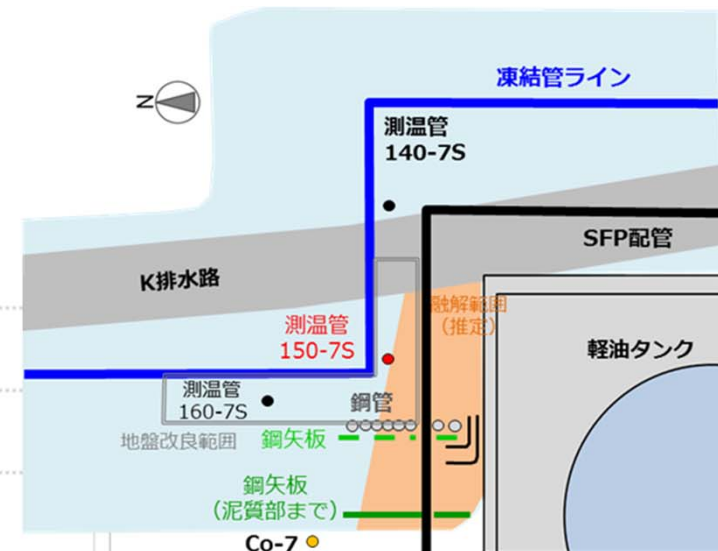 凍結管ライン
N
測温管
140-7S
SFP配管
K排水路
融解範囲
（推定）
測温管
150-7S
軽油タンク
測温管
160-7S
鋼管
地盤改良範囲
鋼矢板
鋼矢板
（泥質部まで）
Co-7